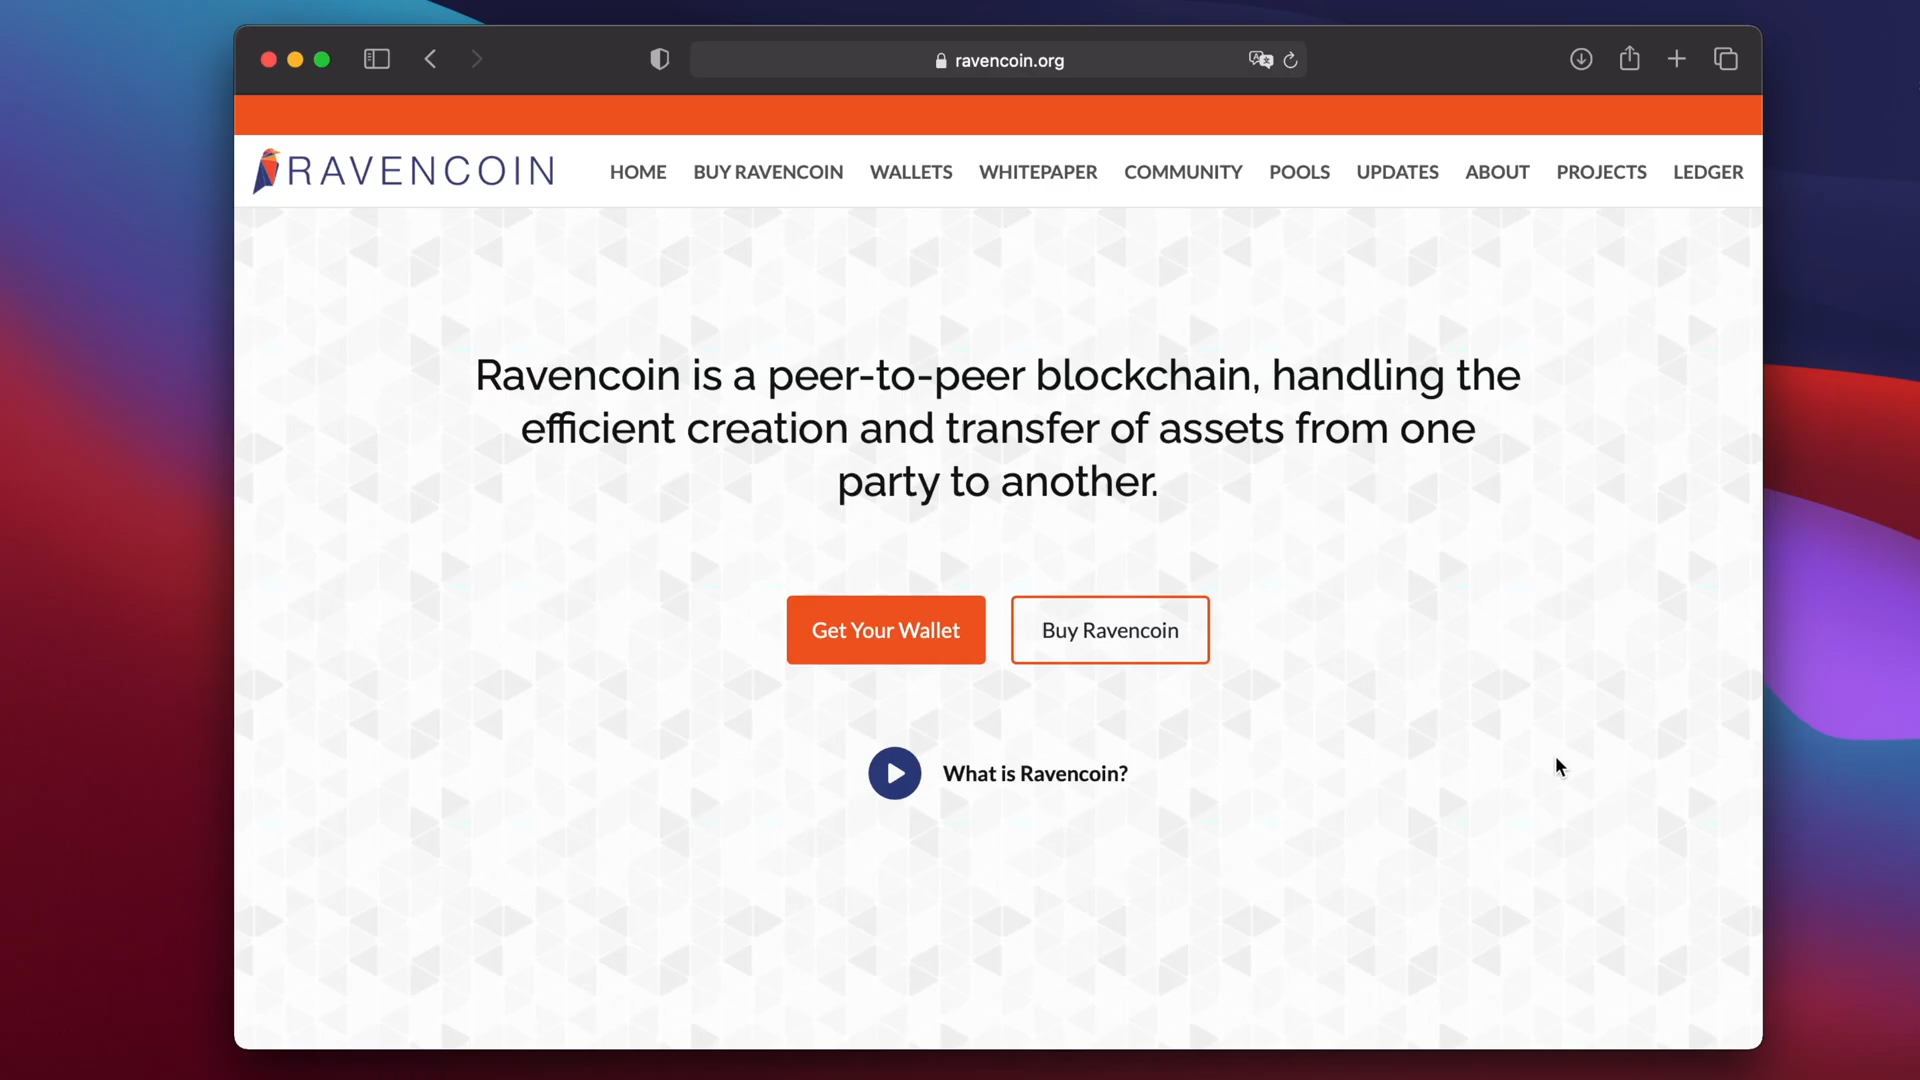 ravencoin.org
RAVENCOIN
HOME BUY RAVENCOIN WALLETS WHITEPAPER COMMUNITY POOLS UPDATES ABOUT PROJECTS LEDGER
Ravencoin is a peer-to-peer blockchain, handling the
efficient creation and transfer of assets from one
party to another.
Get Your Wallet
Buy Ravencoin
What is Ravencoin?